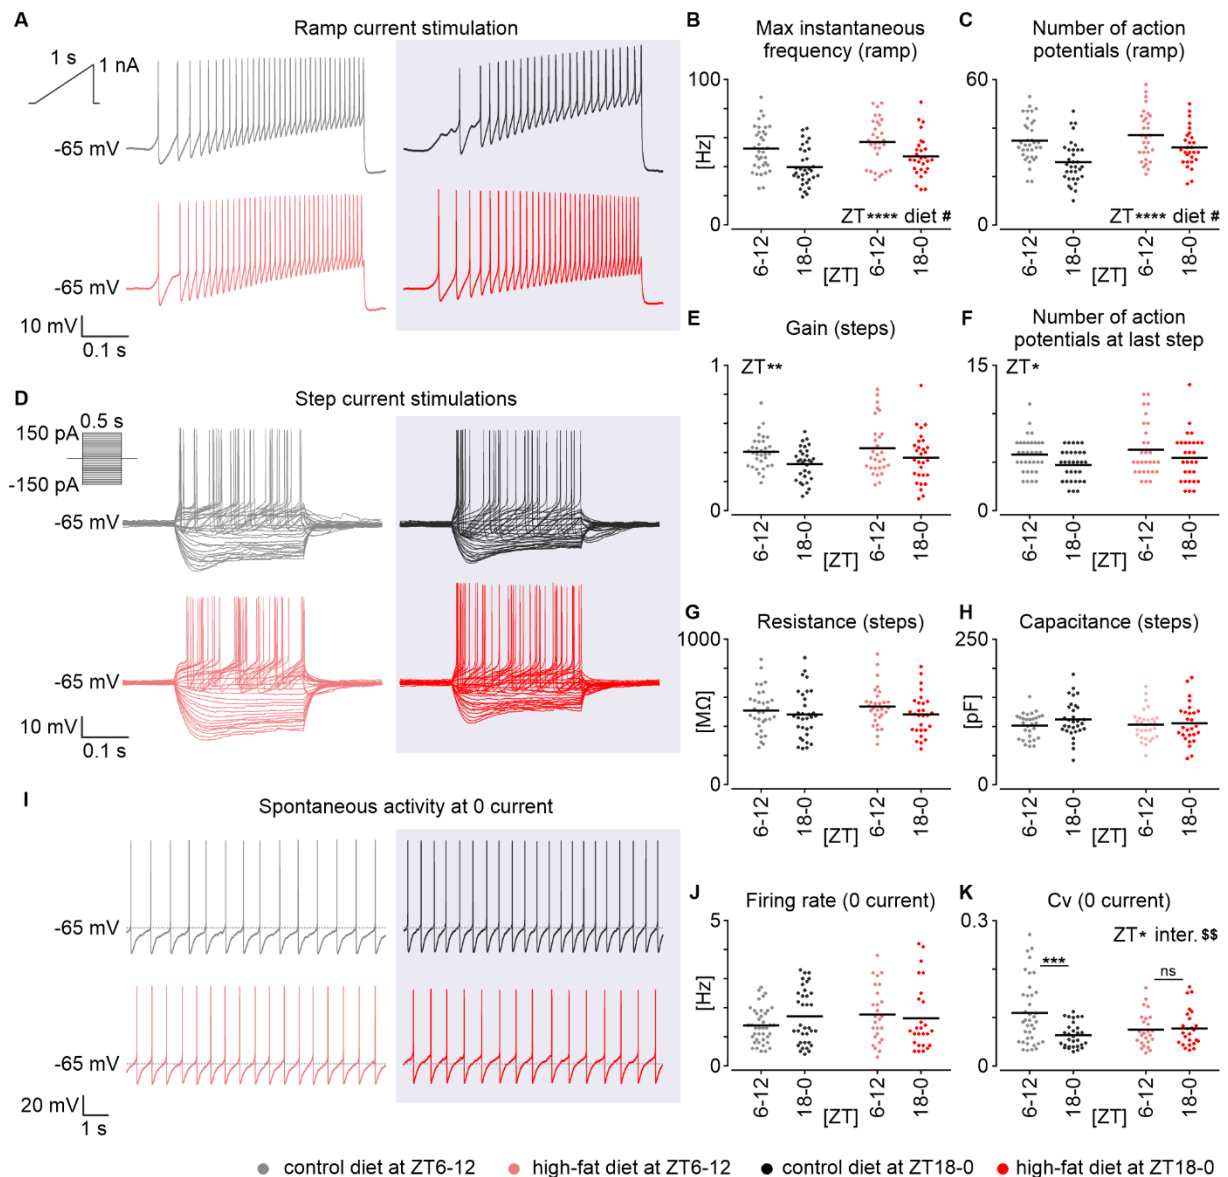 A
Ramp current stimulation
1 s
1 nA
-65 mV
-65 mV
10 mV
0.1 s
B
Max instantaneous
frequency (ramp)
100
[Hz]
0
ZT**** diet #
6-12
18-0
[ZT]
6-12
18-0
C
Number of action
potentials (ramp)
60
0
ZT**** diet #
6-12
18-0
[ZT]
6-12
18-0
D
Step current stimulations
0.5 s
150 pA
-150 pA
-65 mV
-65 mV
10 mV
0.1 s
E
Gain (steps)
1
ZT**
0
6-12
18-0
[ZT]
6-12
18-0
F
Number of action
potentials at last step
15
ZT*
0
6-12
18-0
[ZT]
6-12
18-0
G
Resistance (steps)
1000
[MΩ]
0
6-12
18-0
[ZT]
6-12
18-0
H
Capacitance (steps)
250
[pF]
0
6-12
18-0
[ZT]
6-12
18-0
I
Spontaneous activity at 0 current
-65 mV
-65 mV
20 mV
1 s
J
Firing rate (0 current)
5
[Hz]
0
6-12
18-0
[ZT]
6-12
18-0
K
Cv (0 current)
0.3
ZT* inter. $$
***
ns
0
6-12
18-0
[ZT]
6-12
18-0
control diet at ZT6-12 high-fat diet at ZT6-12 control diet at ZT18-0 high-fat diet at ZT18-0